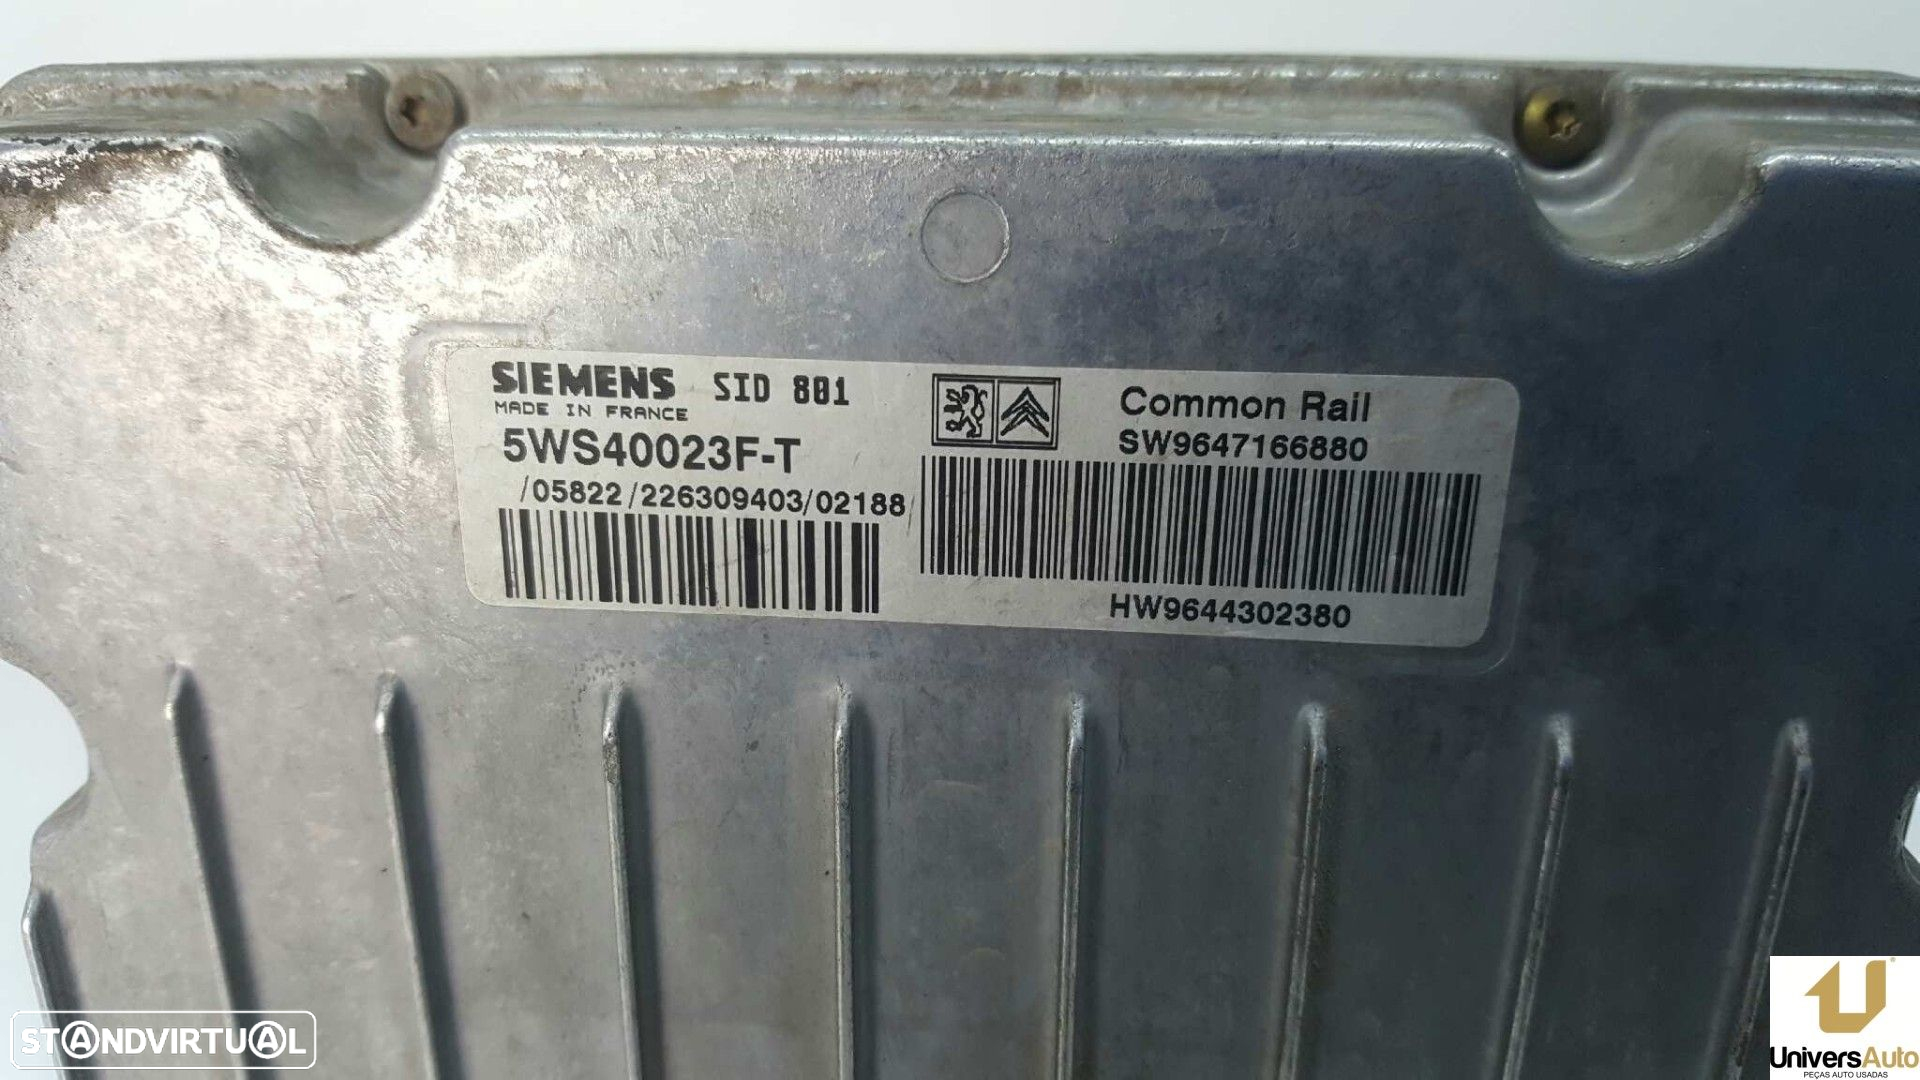 SIEMENS SID 801
MADE IN FRANCE
5WS40023F-T
/05822/226309403/02188/
Common Rail
SW9647166880
HW9644302380
STANDVIRTUAL
UniversAuto
PEÇAS AUTO USADAS